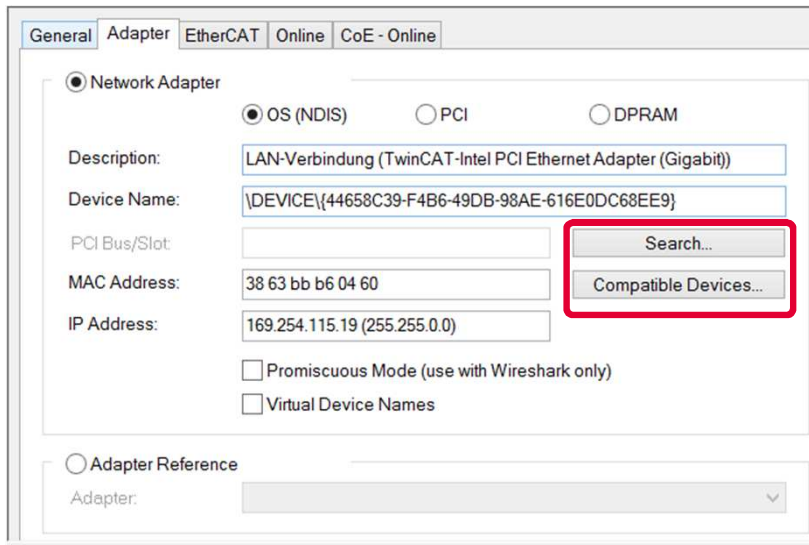 General Adapter EtherCAT Online CoE - Online
Network Adapter
OS (NDIS) PCI DPRAM
Description: LAN-Verbindung (TwinCAT-Intel PCI Ethernet Adapter (Gigabit))
Device Name: \DEVICE\{44658C39-F4B6-49DB-98AE-616E0DC68EE9}
PCI Bus/Slot: Search...
MAC Address: 38 63 bb b6 04 60 Compatible Devices...
IP Address: 169.254.115.19 (255.255.0.0)
Promiscuous Mode (use with Wireshark only)
Virtual Device Names
Adapter Reference
Adapter: